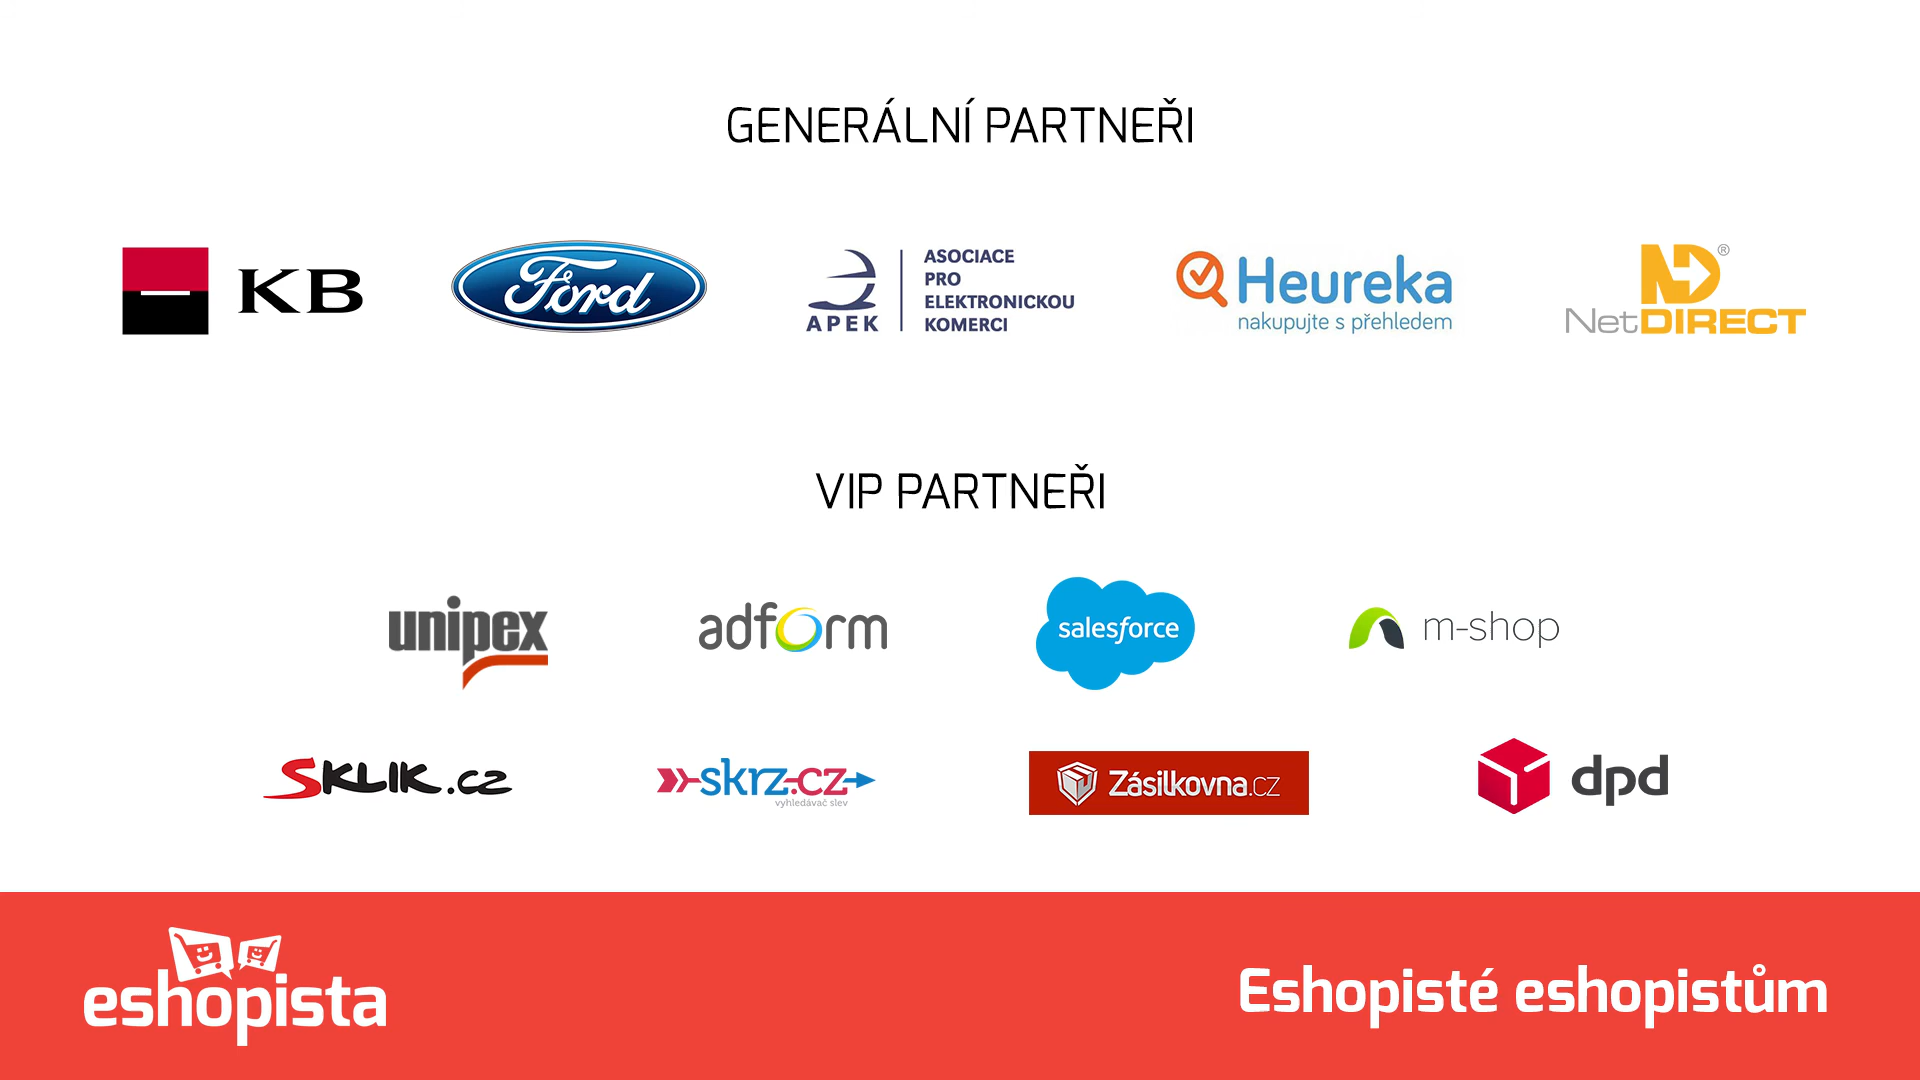 GENERÁLNÍ PARTNEŘI
KB
Ford
APEK
ASOCIACE
PRO
ELEKTRONICKOU
KOMERCI
Heureka
nakupujte s přehledem
ND®
NetDIRECT
VIP PARTNEŘI
unipex
adform
salesforce
m-shop
SKLIK.cz
skrz.cz
vyhledávač slev
Zásilkovna.cz
dpd
eshopista
Eshopisté eshopistům